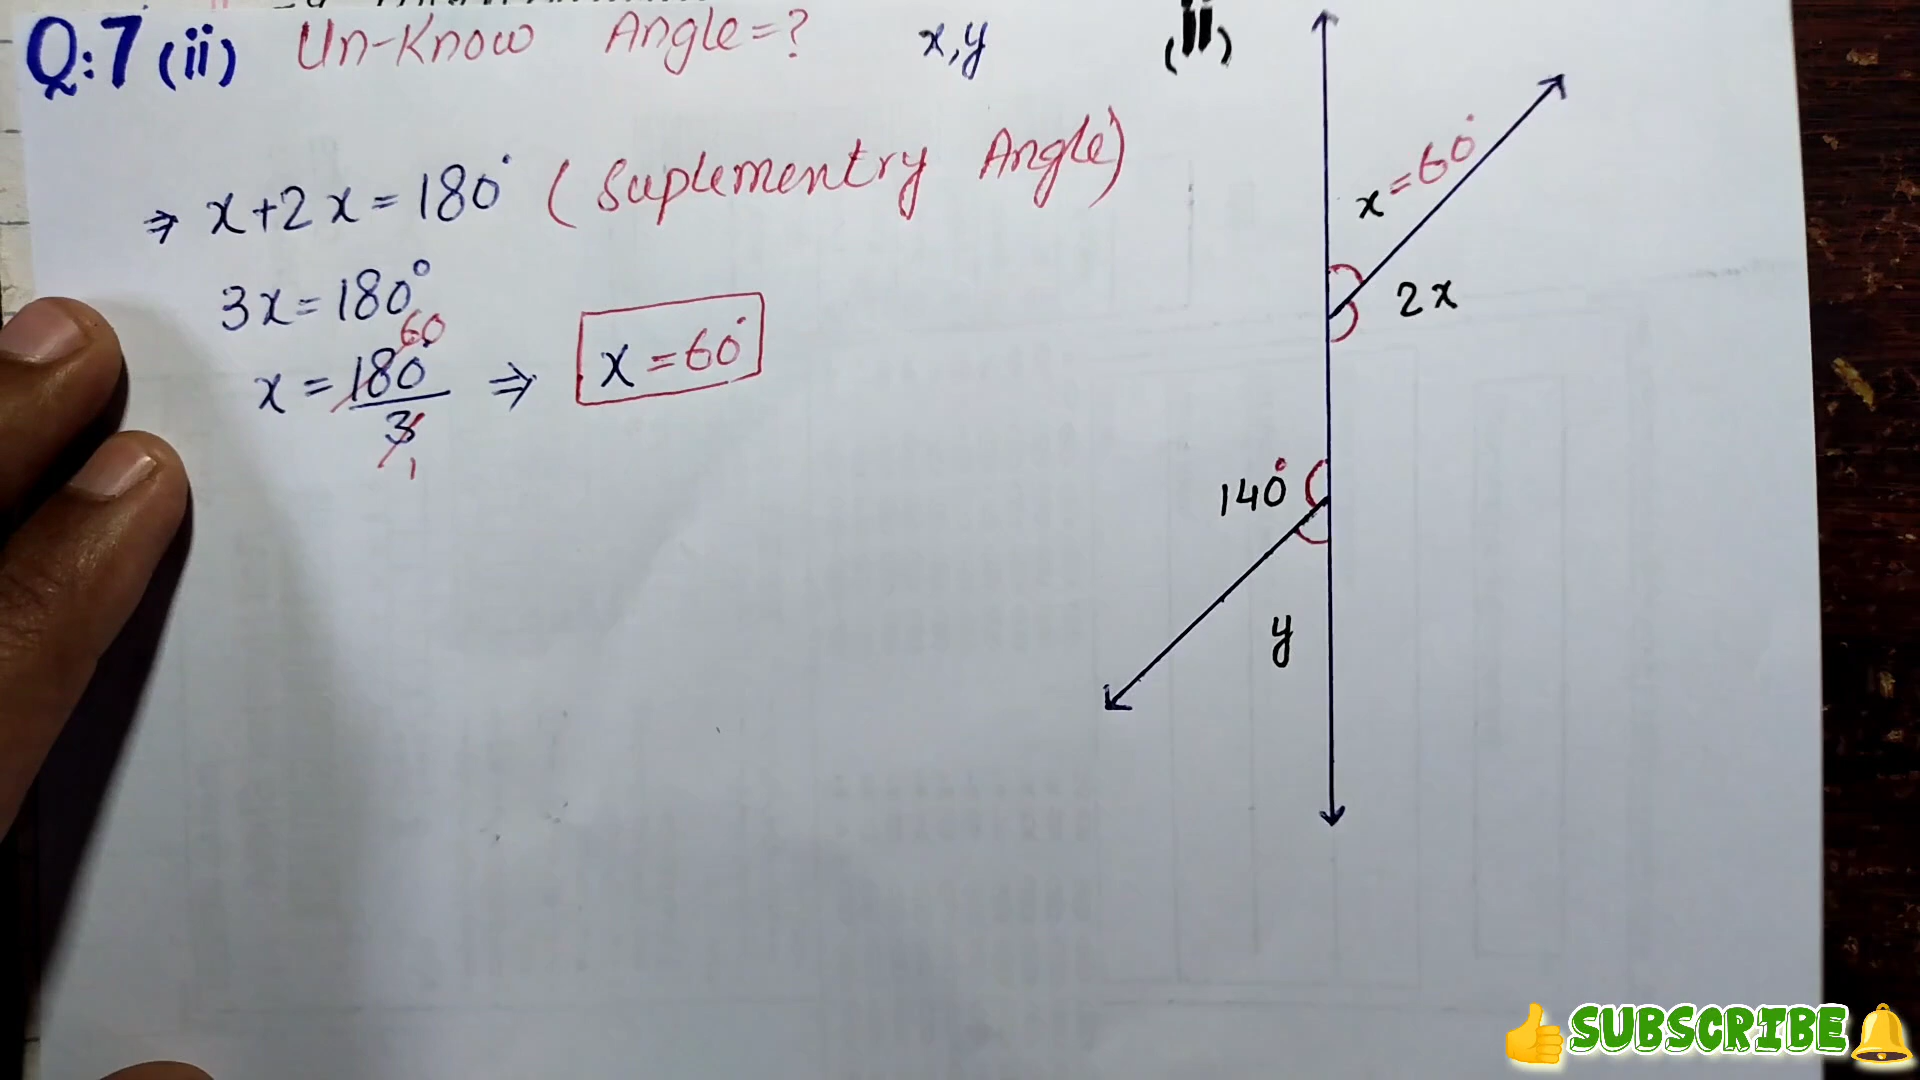 Q:7 (ii) Un-Know Angle=? x,y
⇒ x+2x=180° (Suplementry Angle)
3x=180°
60
x=180/3 ⇒ x=60°
1
(ii)
x=60°
2x
140°
y
SUBSCRIBE